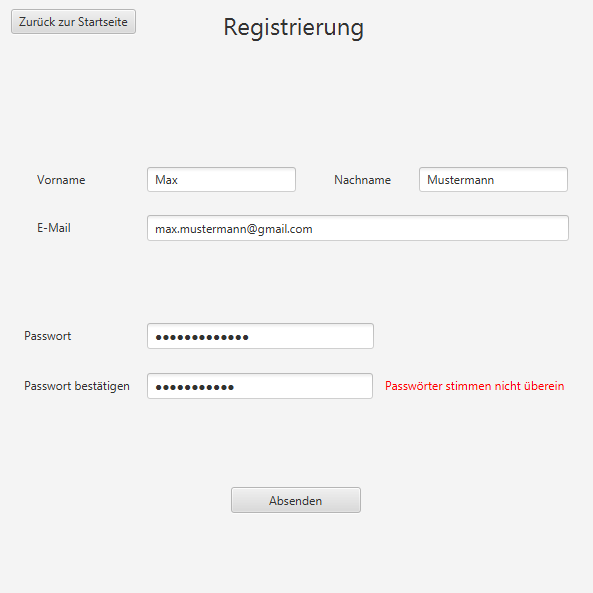 Zurück zur Startseite
Registrierung
Vorname Max Nachname Mustermann
E-Mail max.mustermann@gmail.com
Passwort ●●●●●●●●●●●●●
Passwort bestätigen ●●●●●●●●●●● Passwörter stimmen nicht überein
Absenden